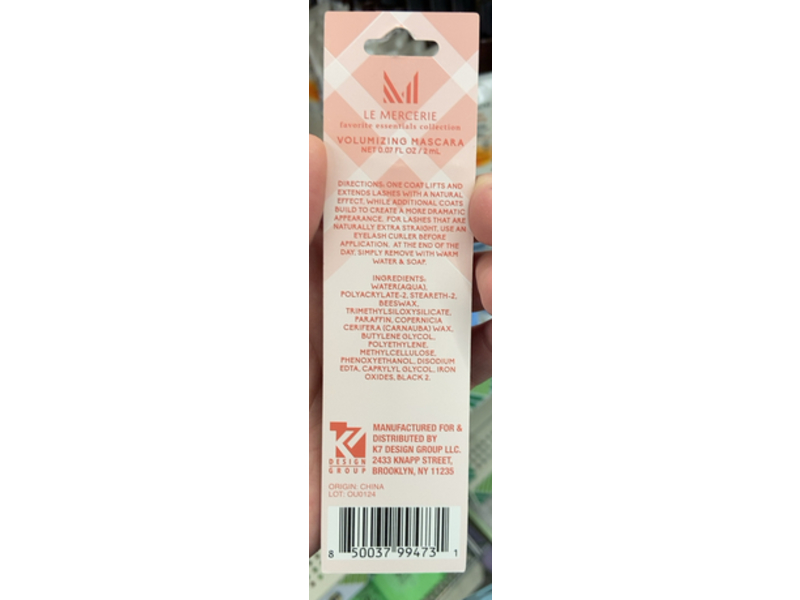 LE MERCERIE
favorite essentials collection
VOLUMIZING MASCARA
NET 0.07 FL OZ / 2 mL
DIRECTIONS: ONE COAT LIFTS AND
EXTENDS LASHES WITH A NATURAL
EFFECT, WHILE ADDITIONAL COATS
BUILD TO CREATE A MORE DRAMATIC
APPEARANCE. FOR LASHES THAT ARE
NATURALLY EXTRA STRAIGHT, USE AN
EYELASH CURLER BEFORE
APPLICATION. AT THE END OF THE
DAY, SIMPLY REMOVE WITH WARM
WATER & SOAP.
INGREDIENTS:
WATER(AQUA),
POLYACRYLATE-2, STEARETH-2,
BEESWAX,
TRIMETHYLSILOXYSILICATE,
PARAFFIN, COPERNICIA
CERIFERA (CARNAUBA) WAX,
BUTYLENE GLYCOL,
POLYETHYLENE,
METHYLCELLULOSE,
PHENOXYETHANOL, DISODIUM
EDTA, CAPRYLYL GLYCOL, IRON
OXIDES, BLACK 2.
K7
DESIGN
GROUP
MANUFACTURED FOR &
DISTRIBUTED BY
K7 DESIGN GROUP LLC.
2433 KNAPP STREET,
BROOKLYN, NY 11235
ORIGIN: CHINA
LOT: OU0124
8 50037 99473 1